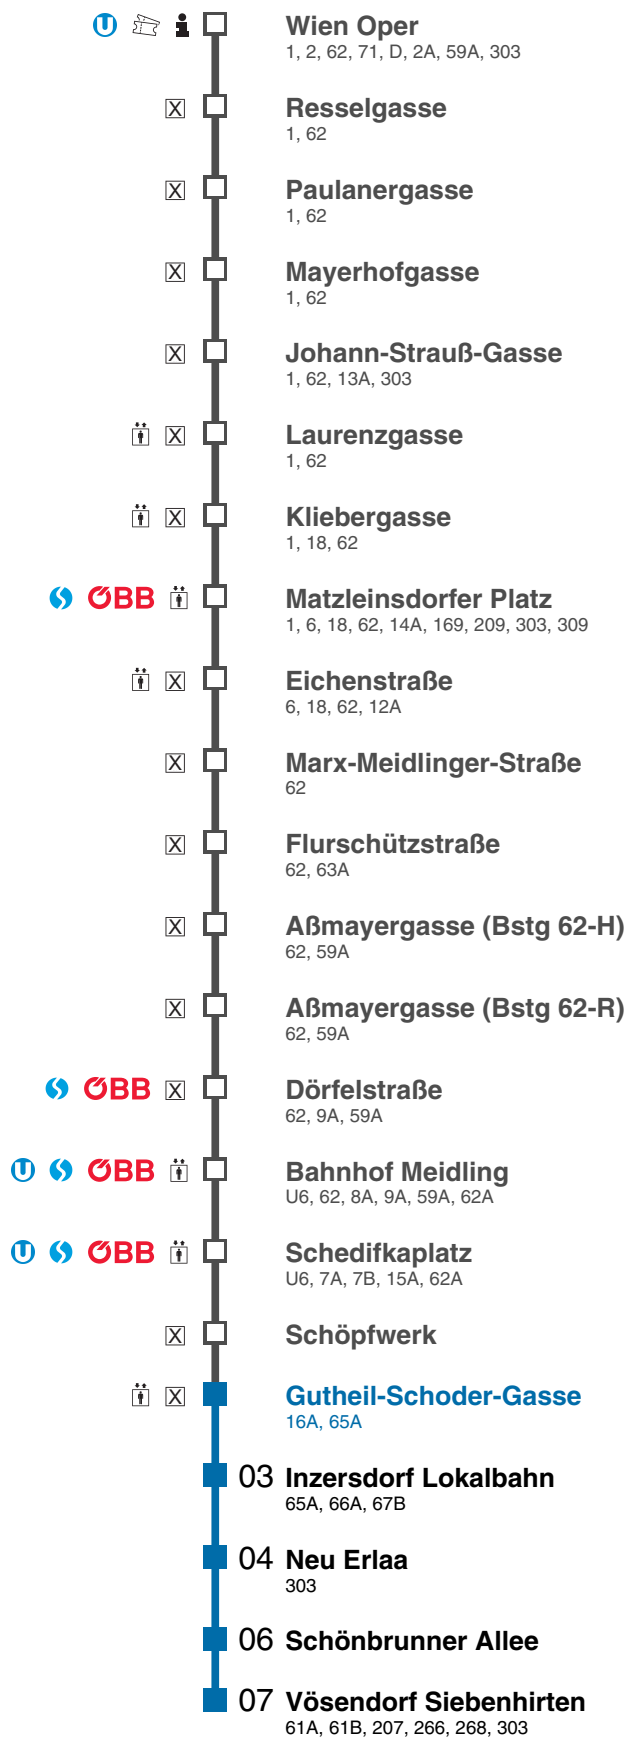 Wien Oper
1, 2, 62, 71, D, 2A, 59A, 303
X Resselgasse
1, 62
X Paulanergasse
1, 62
X Mayerhofgasse
1, 62
X Johann-Strauß-Gasse
1, 62, 13A, 303
X Laurenzgasse
1, 62
X Kliebergasse
1, 18, 62
ÖBB Matzleinsdorfer Platz
1, 6, 18, 62, 14A, 169, 209, 303, 309
X Eichenstraße
6, 18, 62, 12A
X Marx-Meidlinger-Straße
62
X Flurschützstraße
62, 63A
X Aßmayergasse (Bstg 62-H)
62, 59A
X Aßmayergasse (Bstg 62-R)
62, 59A
ÖBB X Dörfelstraße
62, 9A, 59A
U ÖBB Bahnhof Meidling
U6, 62, 8A, 9A, 59A, 62A
U ÖBB Schedifkaplatz
U6, 7A, 7B, 15A, 62A
X Schöpfwerk
X Gutheil-Schoder-Gasse
16A, 65A
03 Inzersdorf Lokalbahn
65A, 66A, 67B
04 Neu Erlaa
303
06 Schönbrunner Allee
07 Vösendorf Siebenhirten
61A, 61B, 207, 266, 268, 303